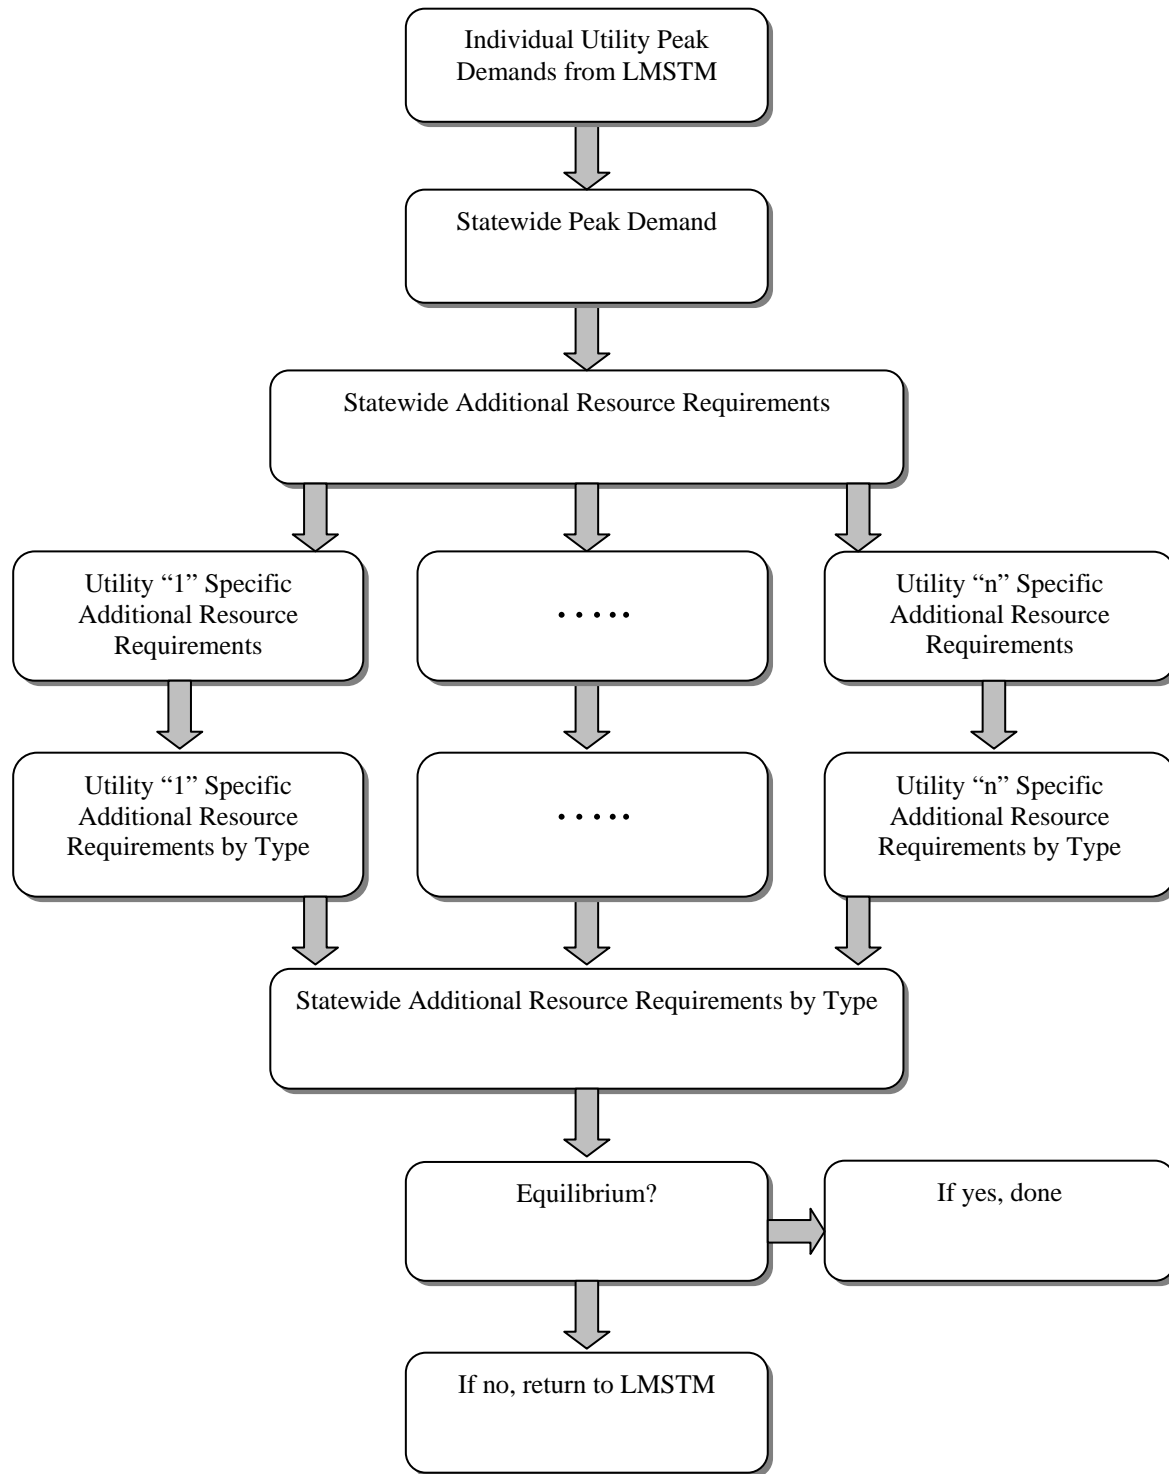 Individual Utility Peak
Demands from LMSTM
Statewide Peak Demand
Statewide Additional Resource Requirements
Utility “1” Specific
Additional Resource
Requirements
. . . . .
Utility “n” Specific
Additional Resource
Requirements
Utility “1” Specific
Additional Resource
Requirements by Type
. . . . .
Utility “n” Specific
Additional Resource
Requirements by Type
Statewide Additional Resource Requirements by Type
Equilibrium?
If yes, done
If no, return to LMSTM